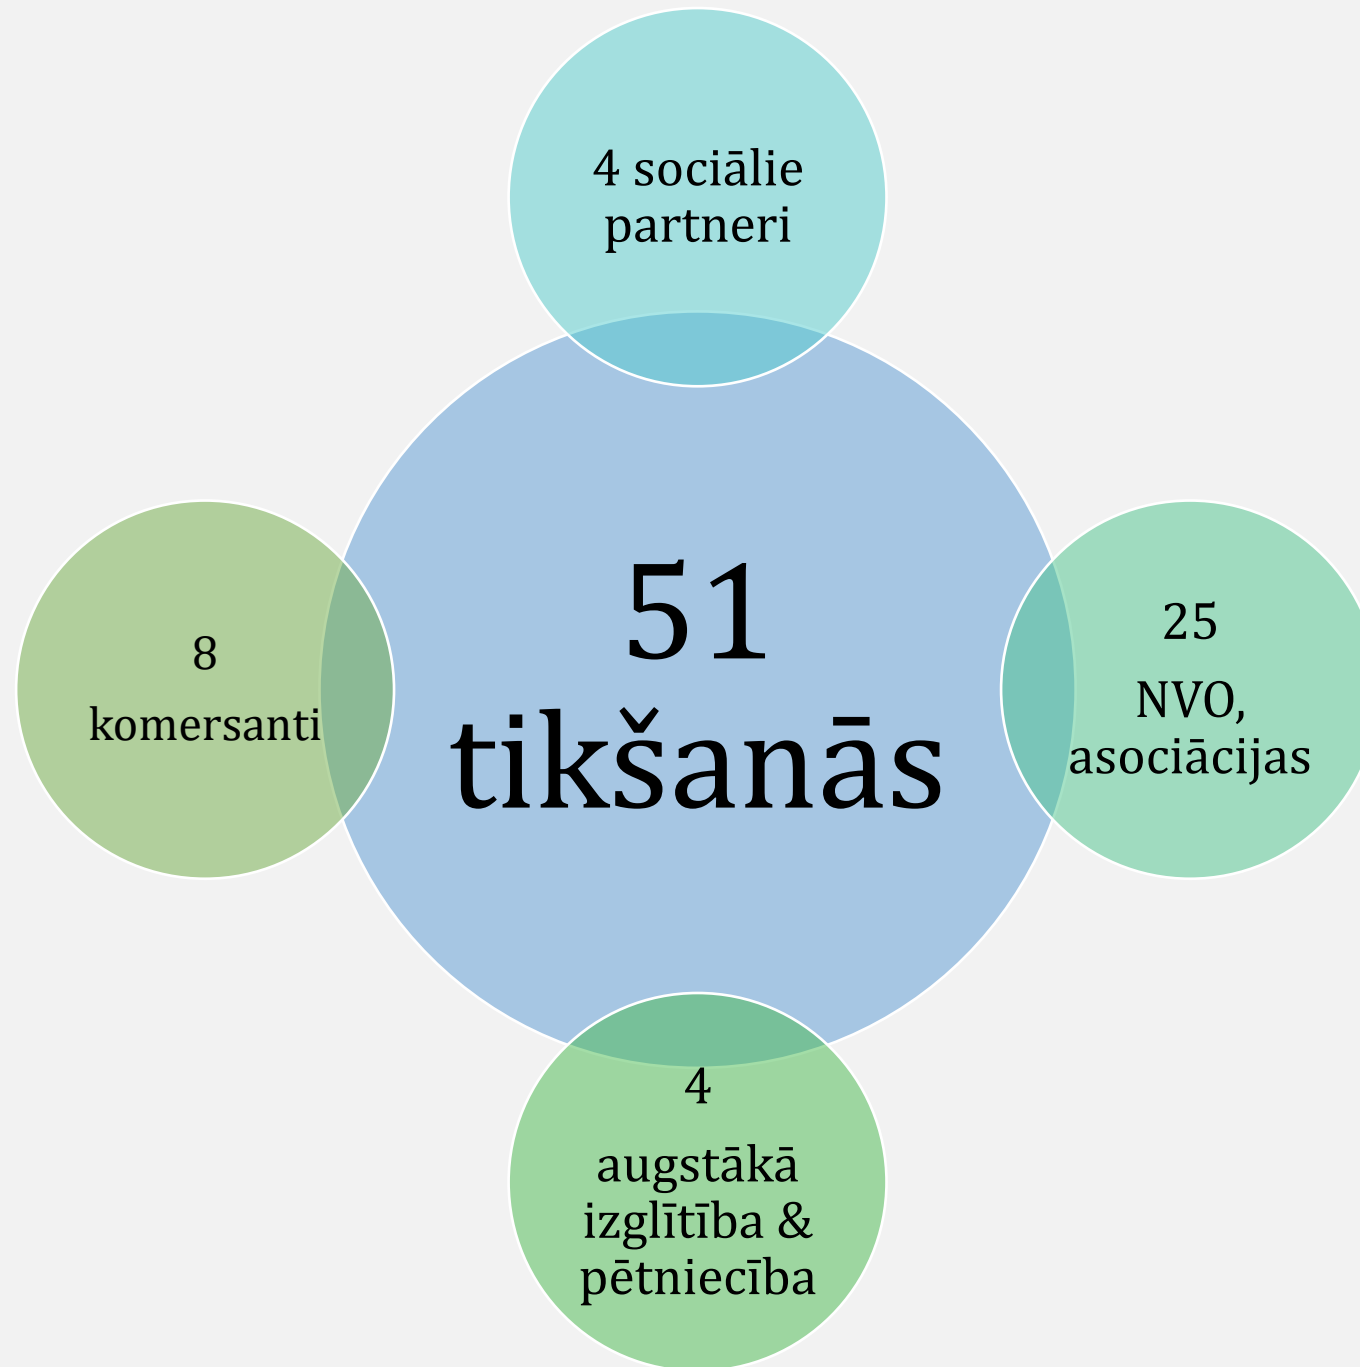 4 sociālie
partneri
51
tikšanās
8
komersanti
25
NVO,
asociācijas
4
augstākā
izglītība &
pētniecība